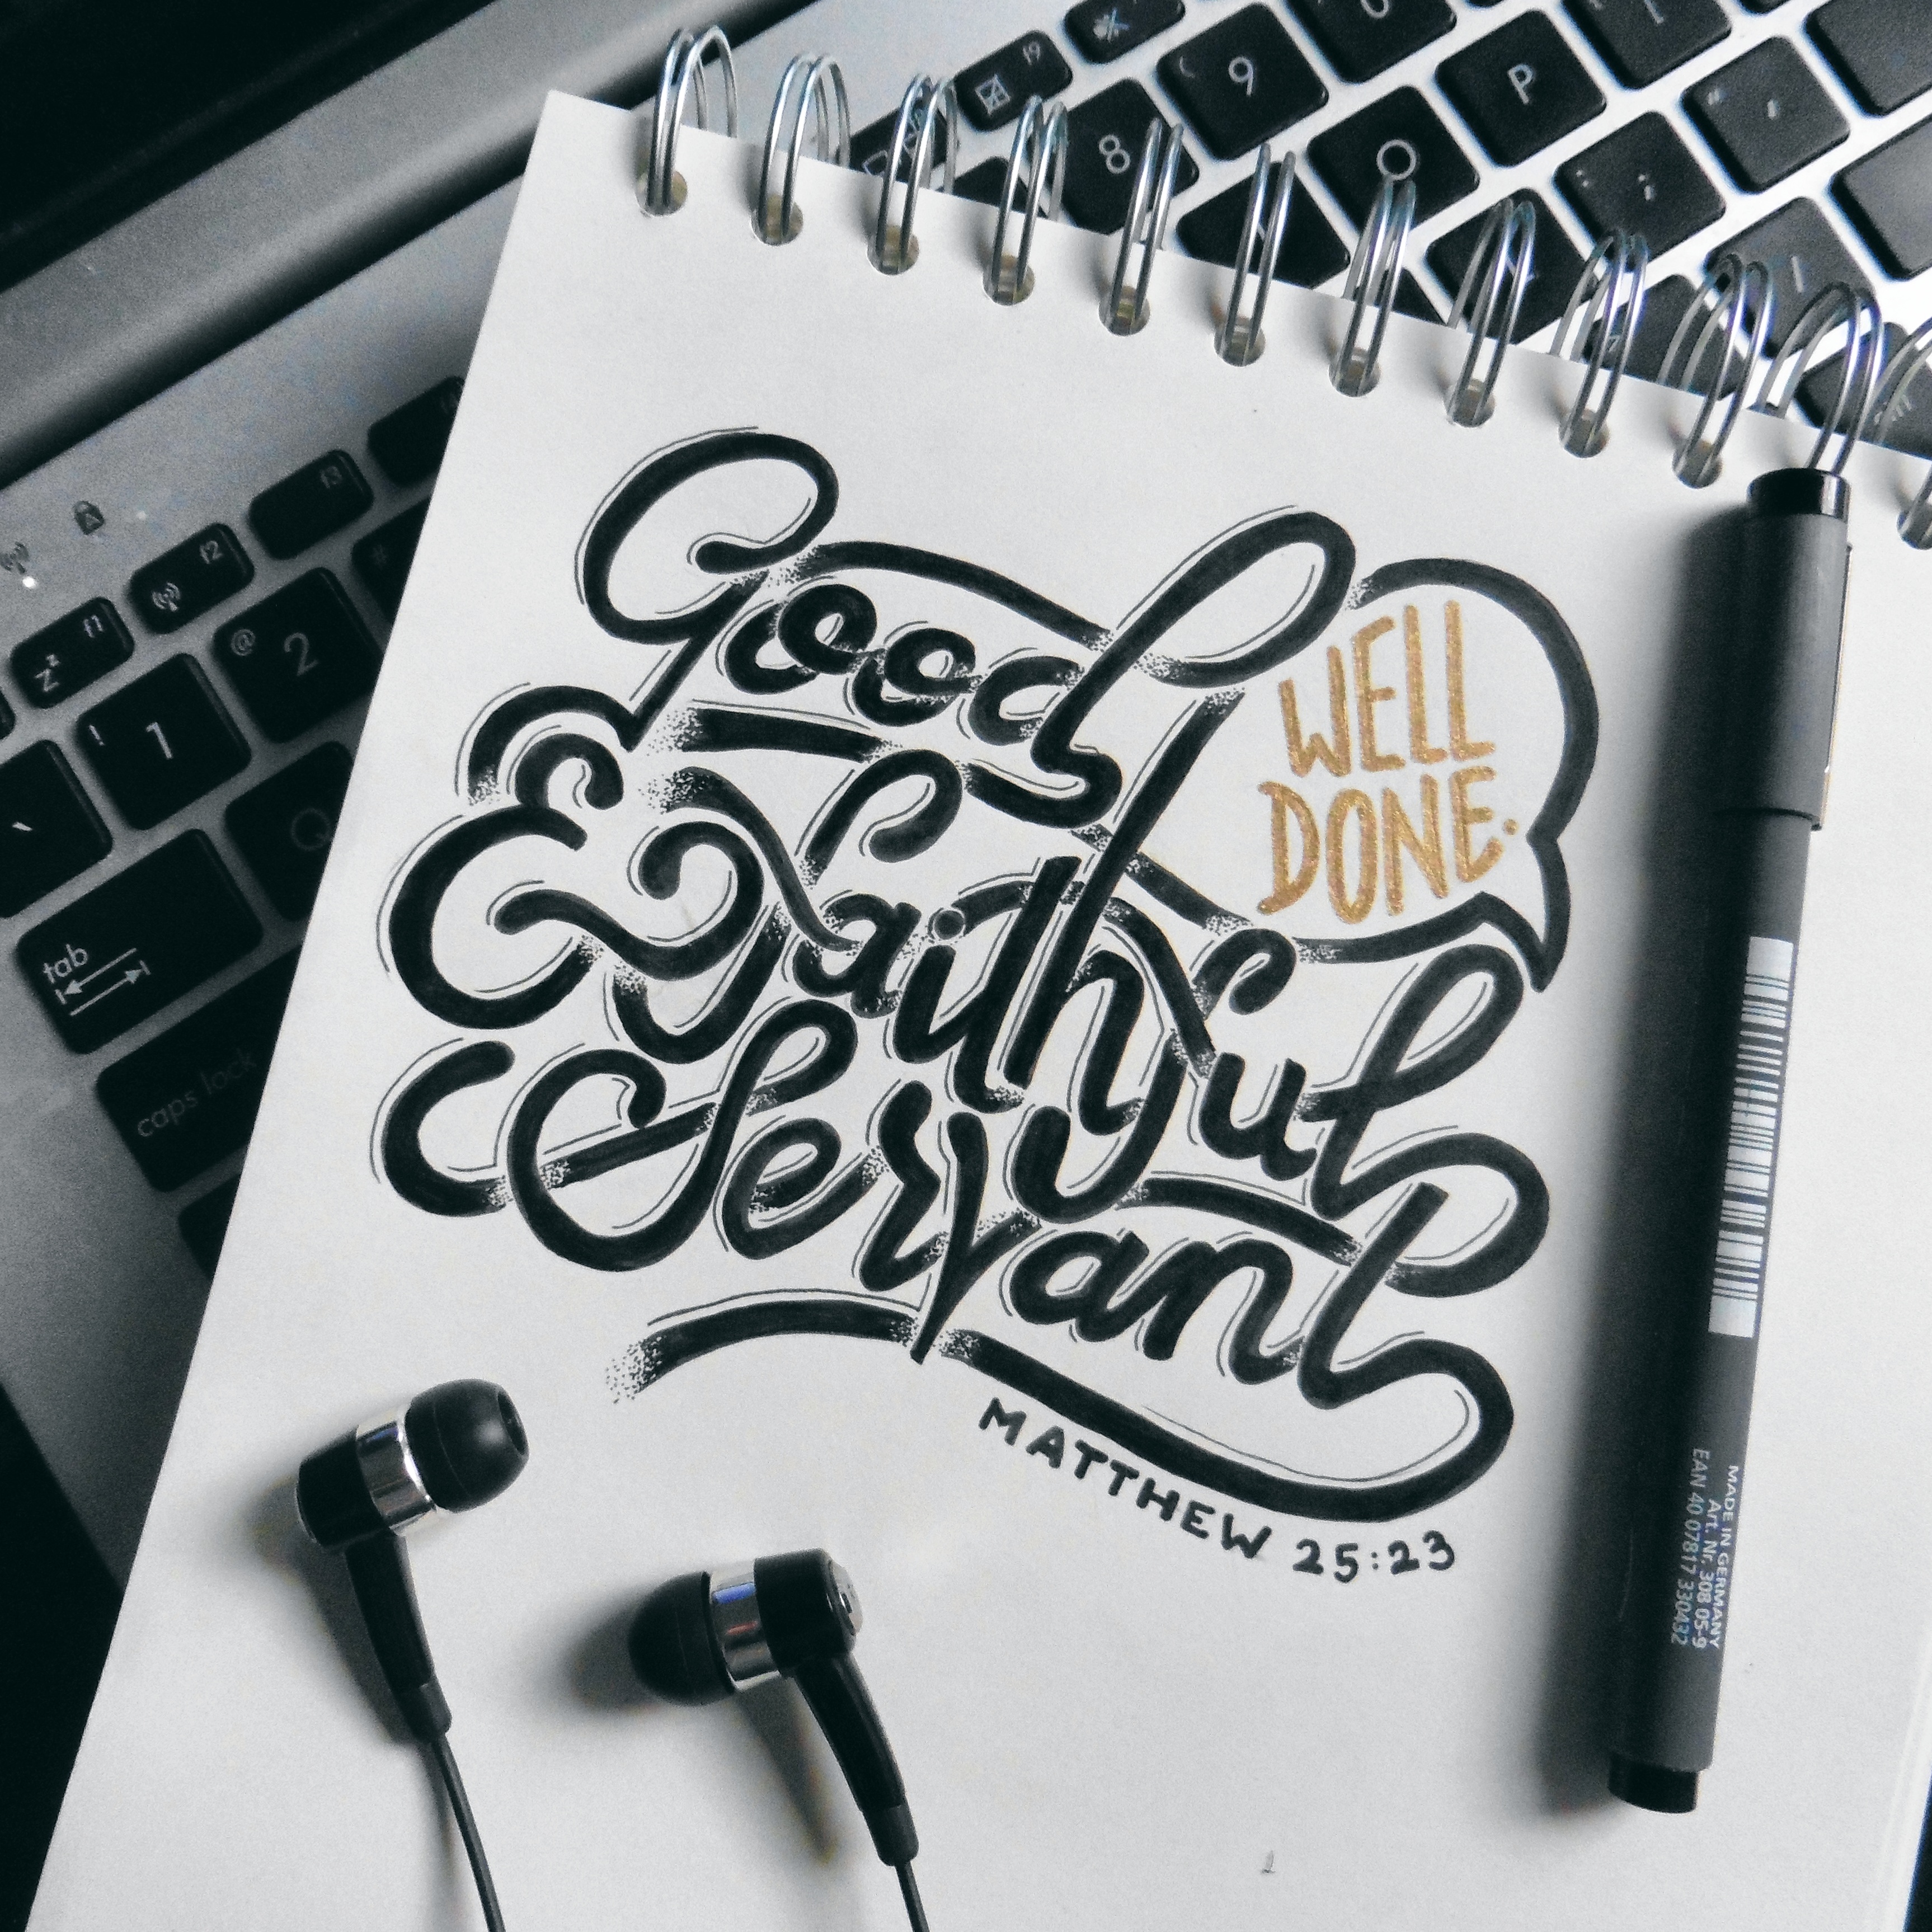 Good
WELL
DONE.
& Faithful
Servant
MATTHEW 25:23
MADE IN GERMANY
Art. Nr. 308 05-9
EAN 40 07817 330432
9
P
O
8
f9
f3
f2
f1
zz
@
2
!
1
Q
tab
caps lock